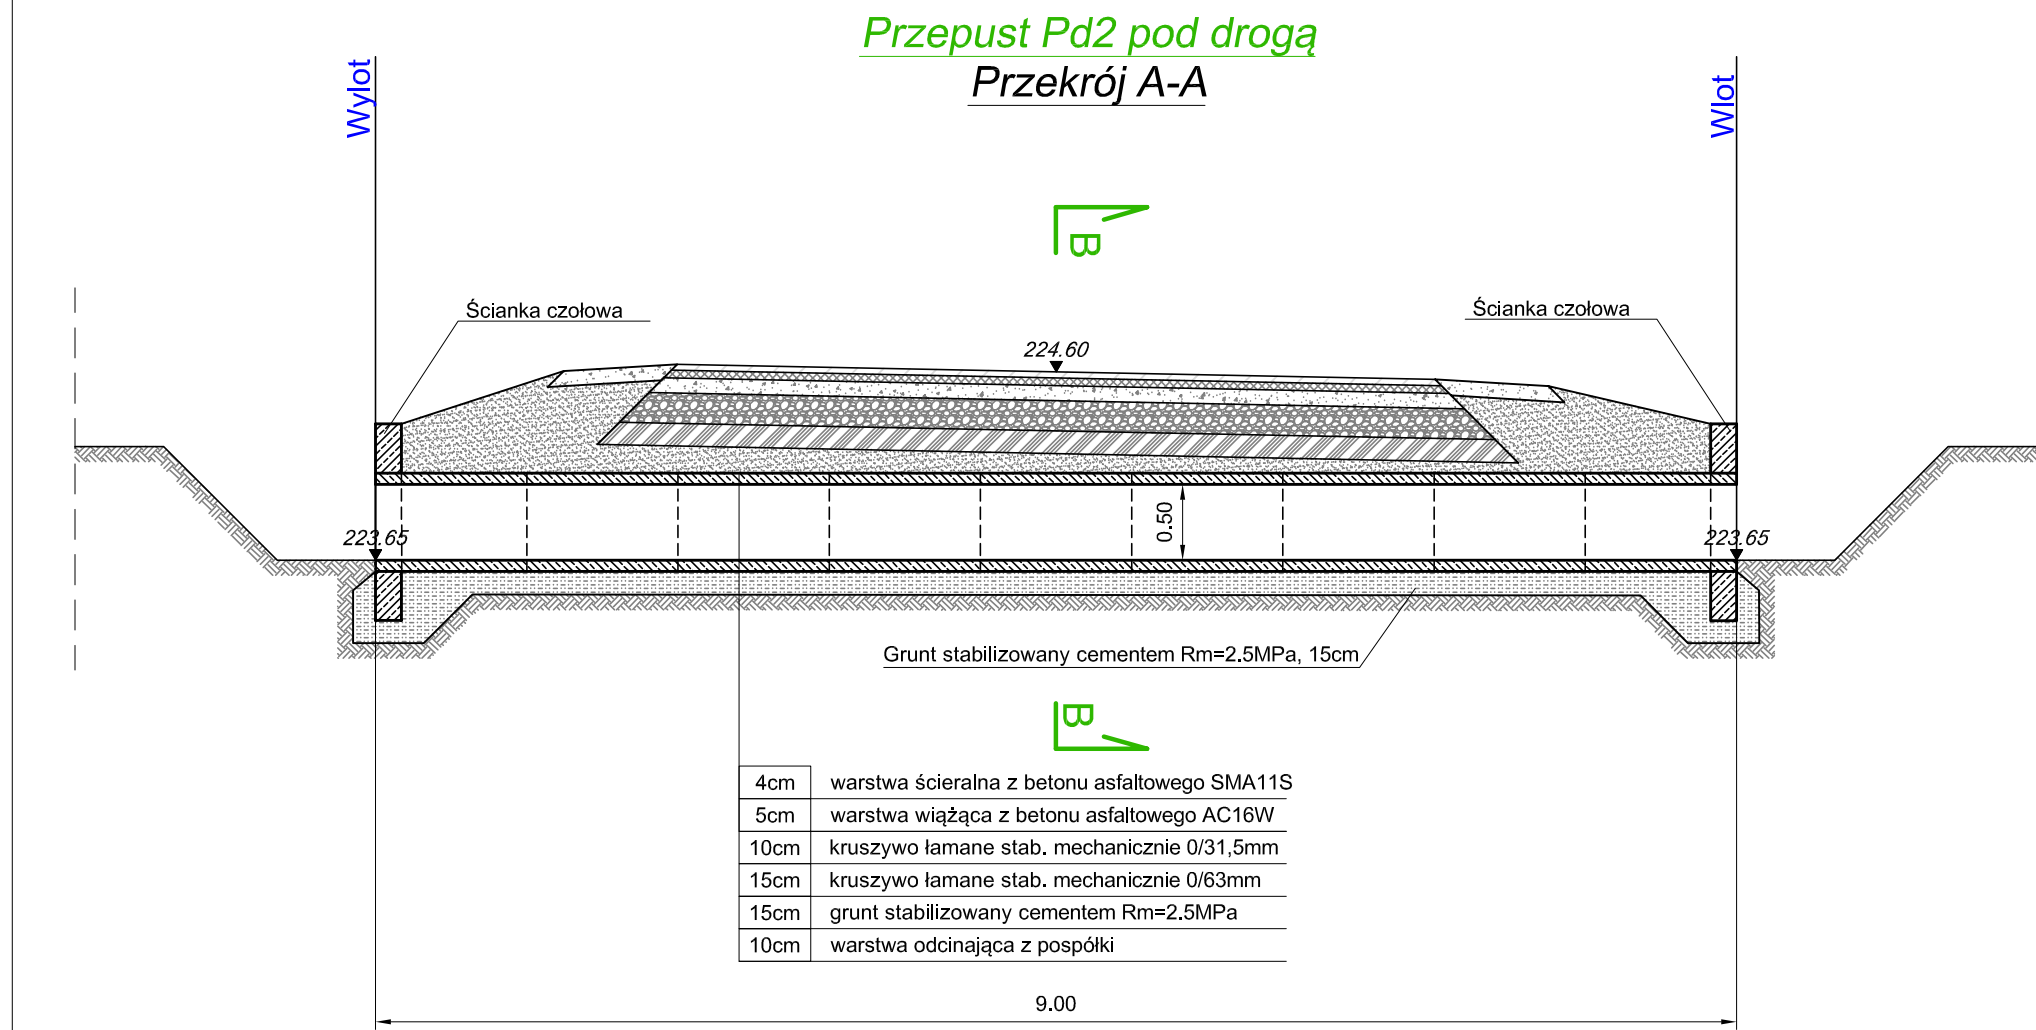 Przepust Pd2 pod drogą
Przekrój A-A
Wylot
Wlot
B
Ścianka czołowa
Ścianka czołowa
224.60
0.50
223.65
223.65
Grunt stabilizowany cementem Rm=2.5MPa, 15cm
B
4cm warstwa ścieralna z betonu asfaltowego SMA11S
5cm warstwa wiążąca z betonu asfaltowego AC16W
10cm kruszywo łamane stab. mechanicznie 0/31,5mm
15cm kruszywo łamane stab. mechanicznie 0/63mm
15cm grunt stabilizowany cementem Rm=2.5MPa
10cm warstwa odcinająca z pospółki
9.00